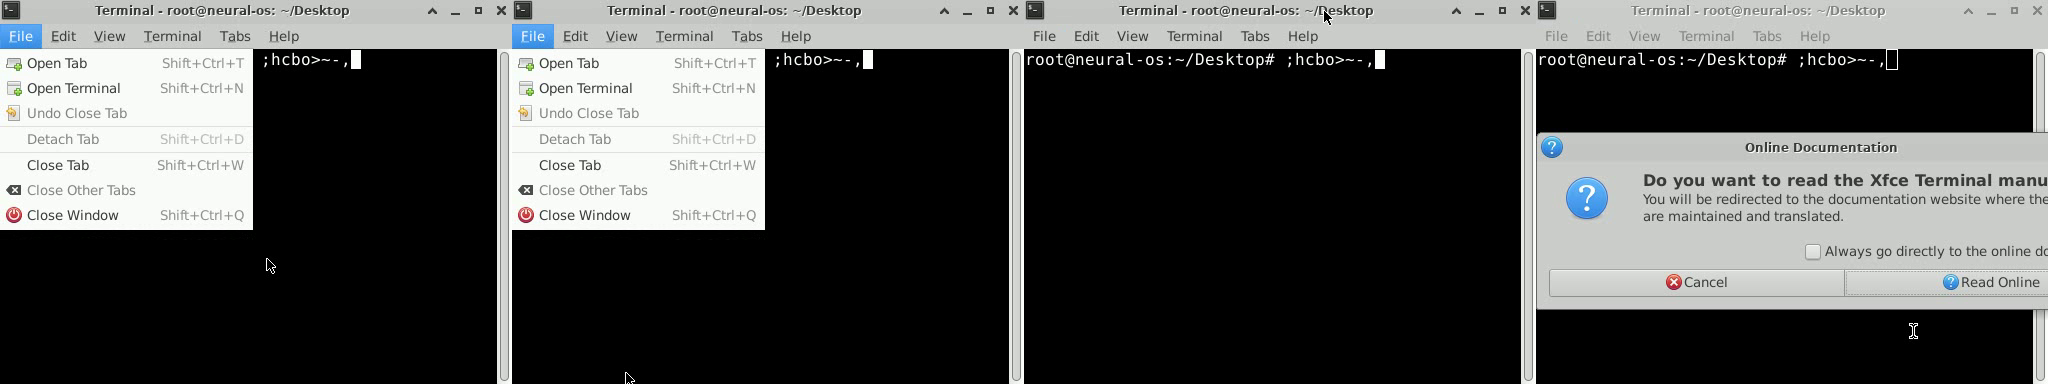 Terminal - root@neural-os: ~/Desktop
File Edit View Terminal Tabs Help
;hcbo>~-,
Open Tab Shift+Ctrl+T
Open Terminal Shift+Ctrl+N
Undo Close Tab
Detach Tab Shift+Ctrl+D
Close Tab Shift+Ctrl+W
Close Other Tabs
Close Window Shift+Ctrl+Q
Terminal - root@neural-os: ~/Desktop
File Edit View Terminal Tabs Help
;hcbo>~-,
Open Tab Shift+Ctrl+T
Open Terminal Shift+Ctrl+N
Undo Close Tab
Detach Tab Shift+Ctrl+D
Close Tab Shift+Ctrl+W
Close Other Tabs
Close Window Shift+Ctrl+Q
Terminal - root@neural-os: ~/Desktop
File Edit View Terminal Tabs Help
root@neural-os:~/Desktop# ;hcbo>~-,
Terminal - root@neural-os: ~/Desktop
File Edit View Terminal Tabs Help
root@neural-os:~/Desktop# ;hcbo>~-,
Online Documentation
Do you want to read the Xfce Terminal manu
You will be redirected to the documentation website where the
are maintained and translated.
Always go directly to the online do
Cancel Read Online